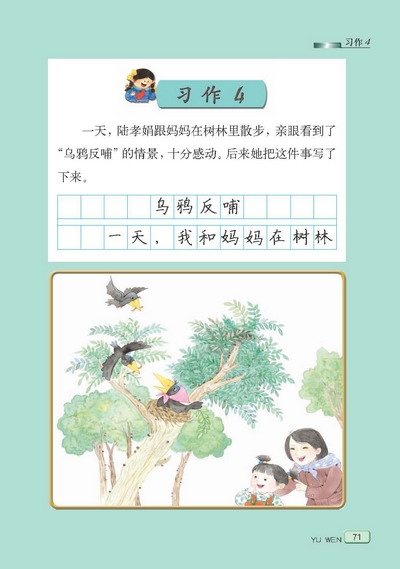 习作4
习作4
一天，陆孝娟跟妈妈在树林里散步，亲眼看到了
“乌鸦反哺”的情景，十分感动。后来她把这件事写了
下来。
乌鸦反哺
一天，我和妈妈在树林
YU WEN 71